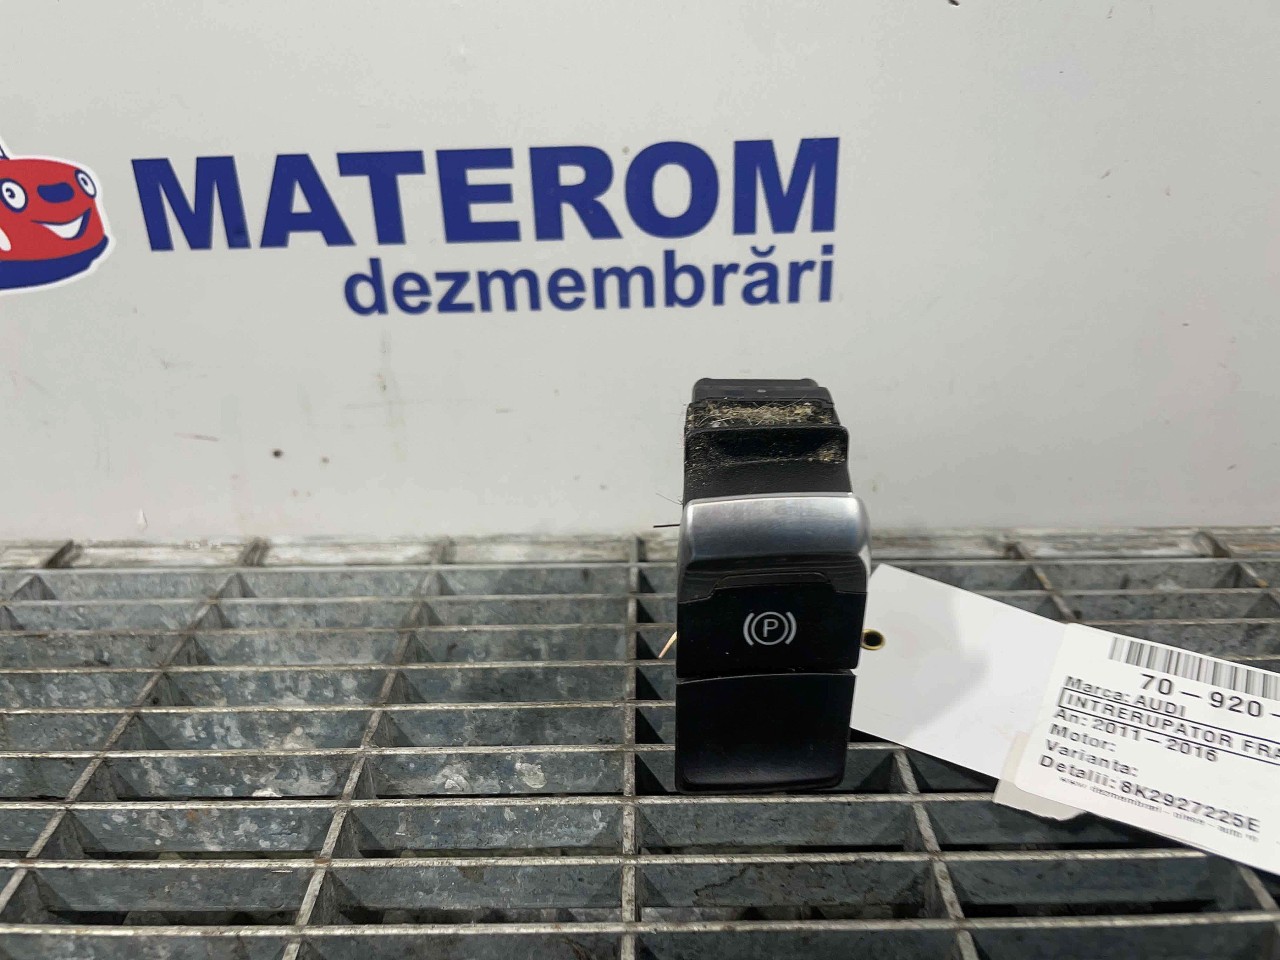 MATEROM
dezmembrări
(P)
70-920-
Marca: AUDI
INTRERUPATOR FRA
An: 2011-2016
Motor:
Varianta:
Detalii: 8K2927225E